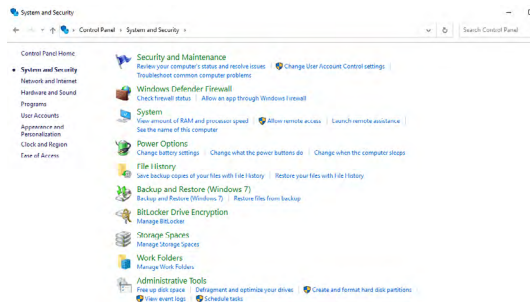 System and Security
Control Panel > System and Security >
Search Control Panel
Control Panel Home
System and Security
Network and Internet
Hardware and Sound
Programs
User Accounts
Appearance and
Personalization
Clock and Region
Ease of Access
Security and Maintenance
Review your computer's status and resolve issues | Change User Account Control settings |
Troubleshoot common computer problems
Windows Defender Firewall
Check firewall status | Allow an app through Windows Firewall
System
View amount of RAM and processor speed | Allow remote access | Launch remote assistance |
See the name of this computer
Power Options
Change battery settings | Change what the power buttons do | Change when the computer sleeps
File History
Save backup copies of your files with File History | Restore your files with File History
Backup and Restore (Windows 7)
Backup and Restore (Windows 7) | Restore files from backup
BitLocker Drive Encryption
Manage BitLocker
Storage Spaces
Manage Storage Spaces
Work Folders
Manage Work Folders
Administrative Tools
Free up disk space | Defragment and optimize your drives | Create and format hard disk partitions |
View event logs | Schedule tasks